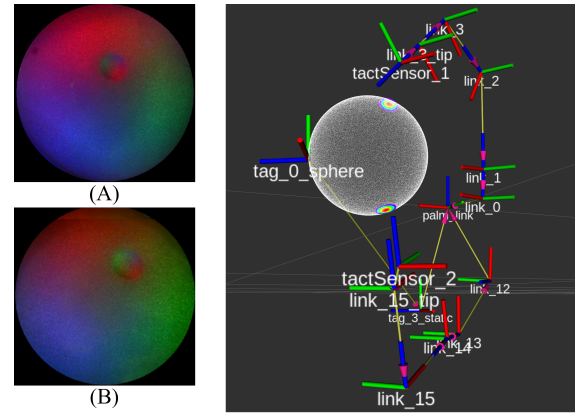 (A)
(B)
link_3
link_3_tip
tactSensor_1
link_2
tag_0_sphere
link_1
link_0
palm_link
tactSensor_2
link_12
link_15_tip
tag_3_static
link_13
link_14
link_15